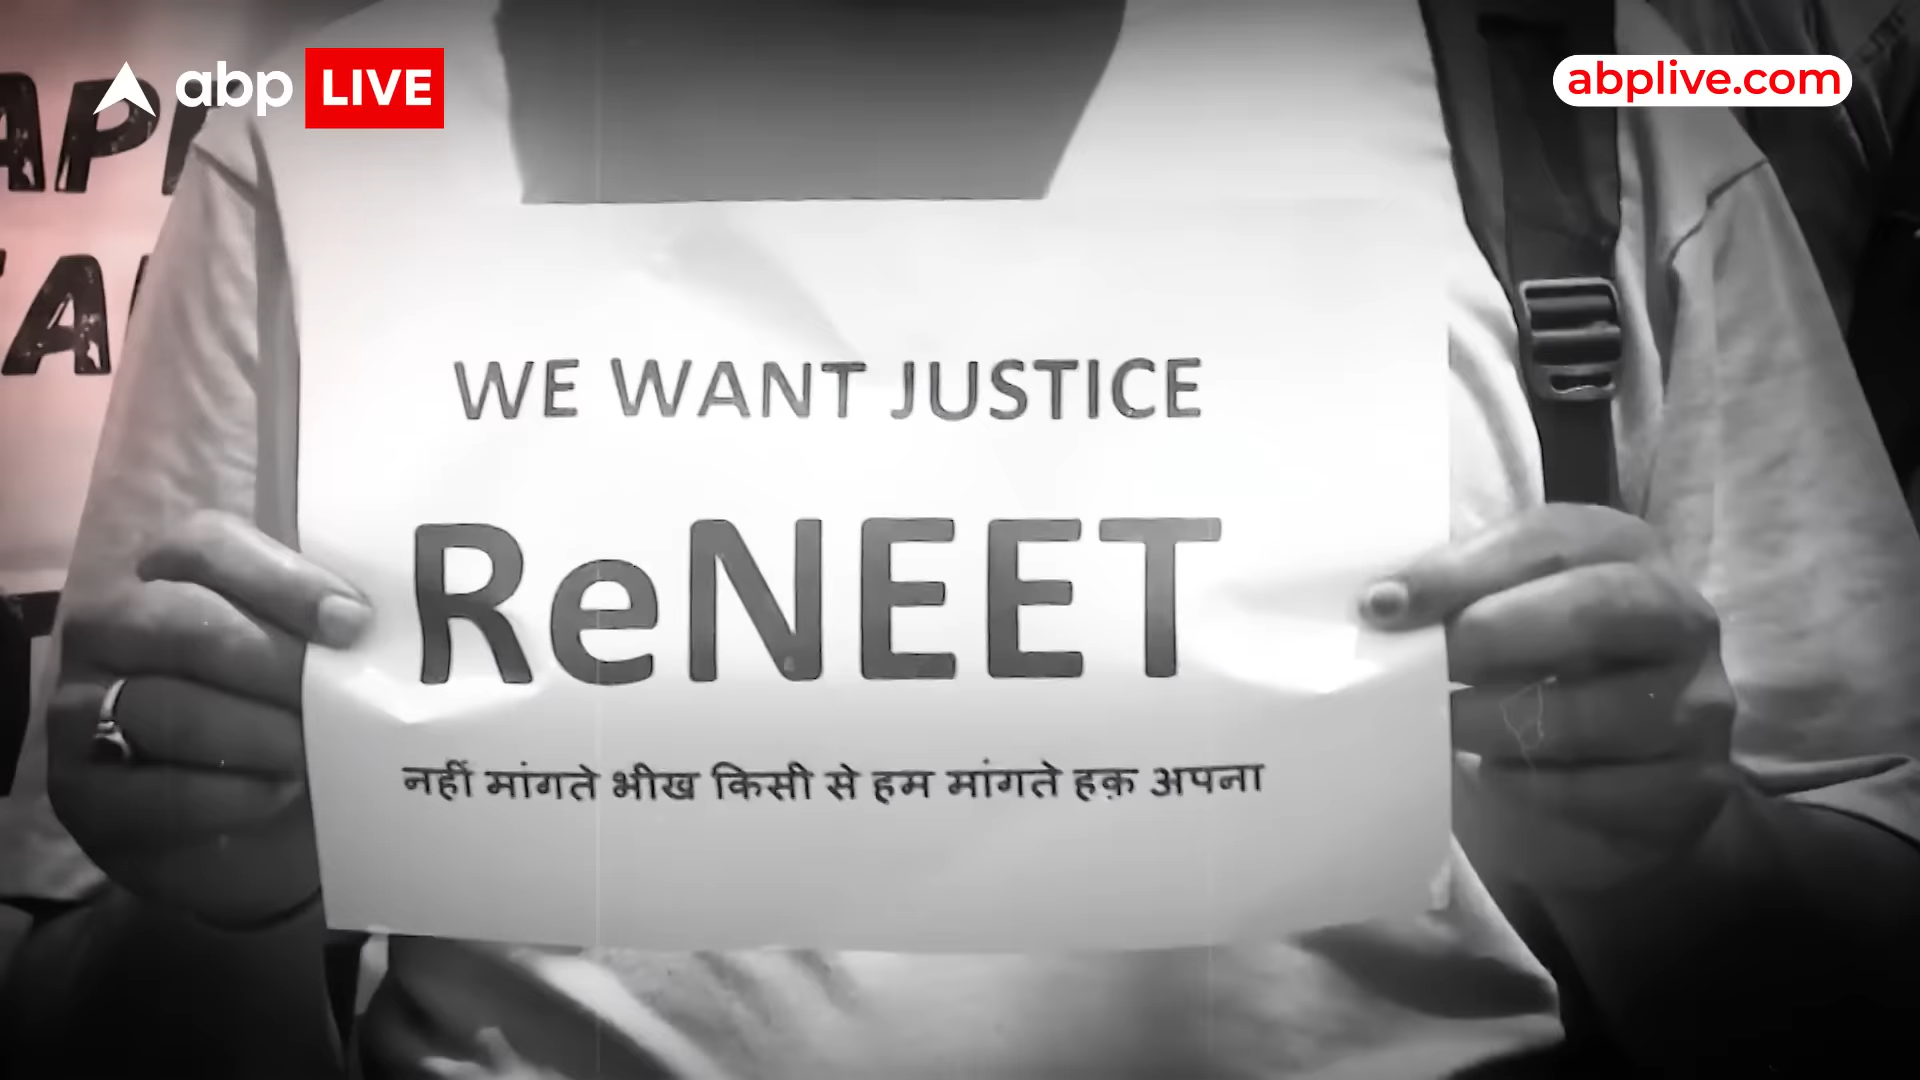 abp LIVE
abplive.com
WE WANT JUSTICE
ReNEET
नहीं मांगते भीख किसी से हम मांगते हक़ अपना